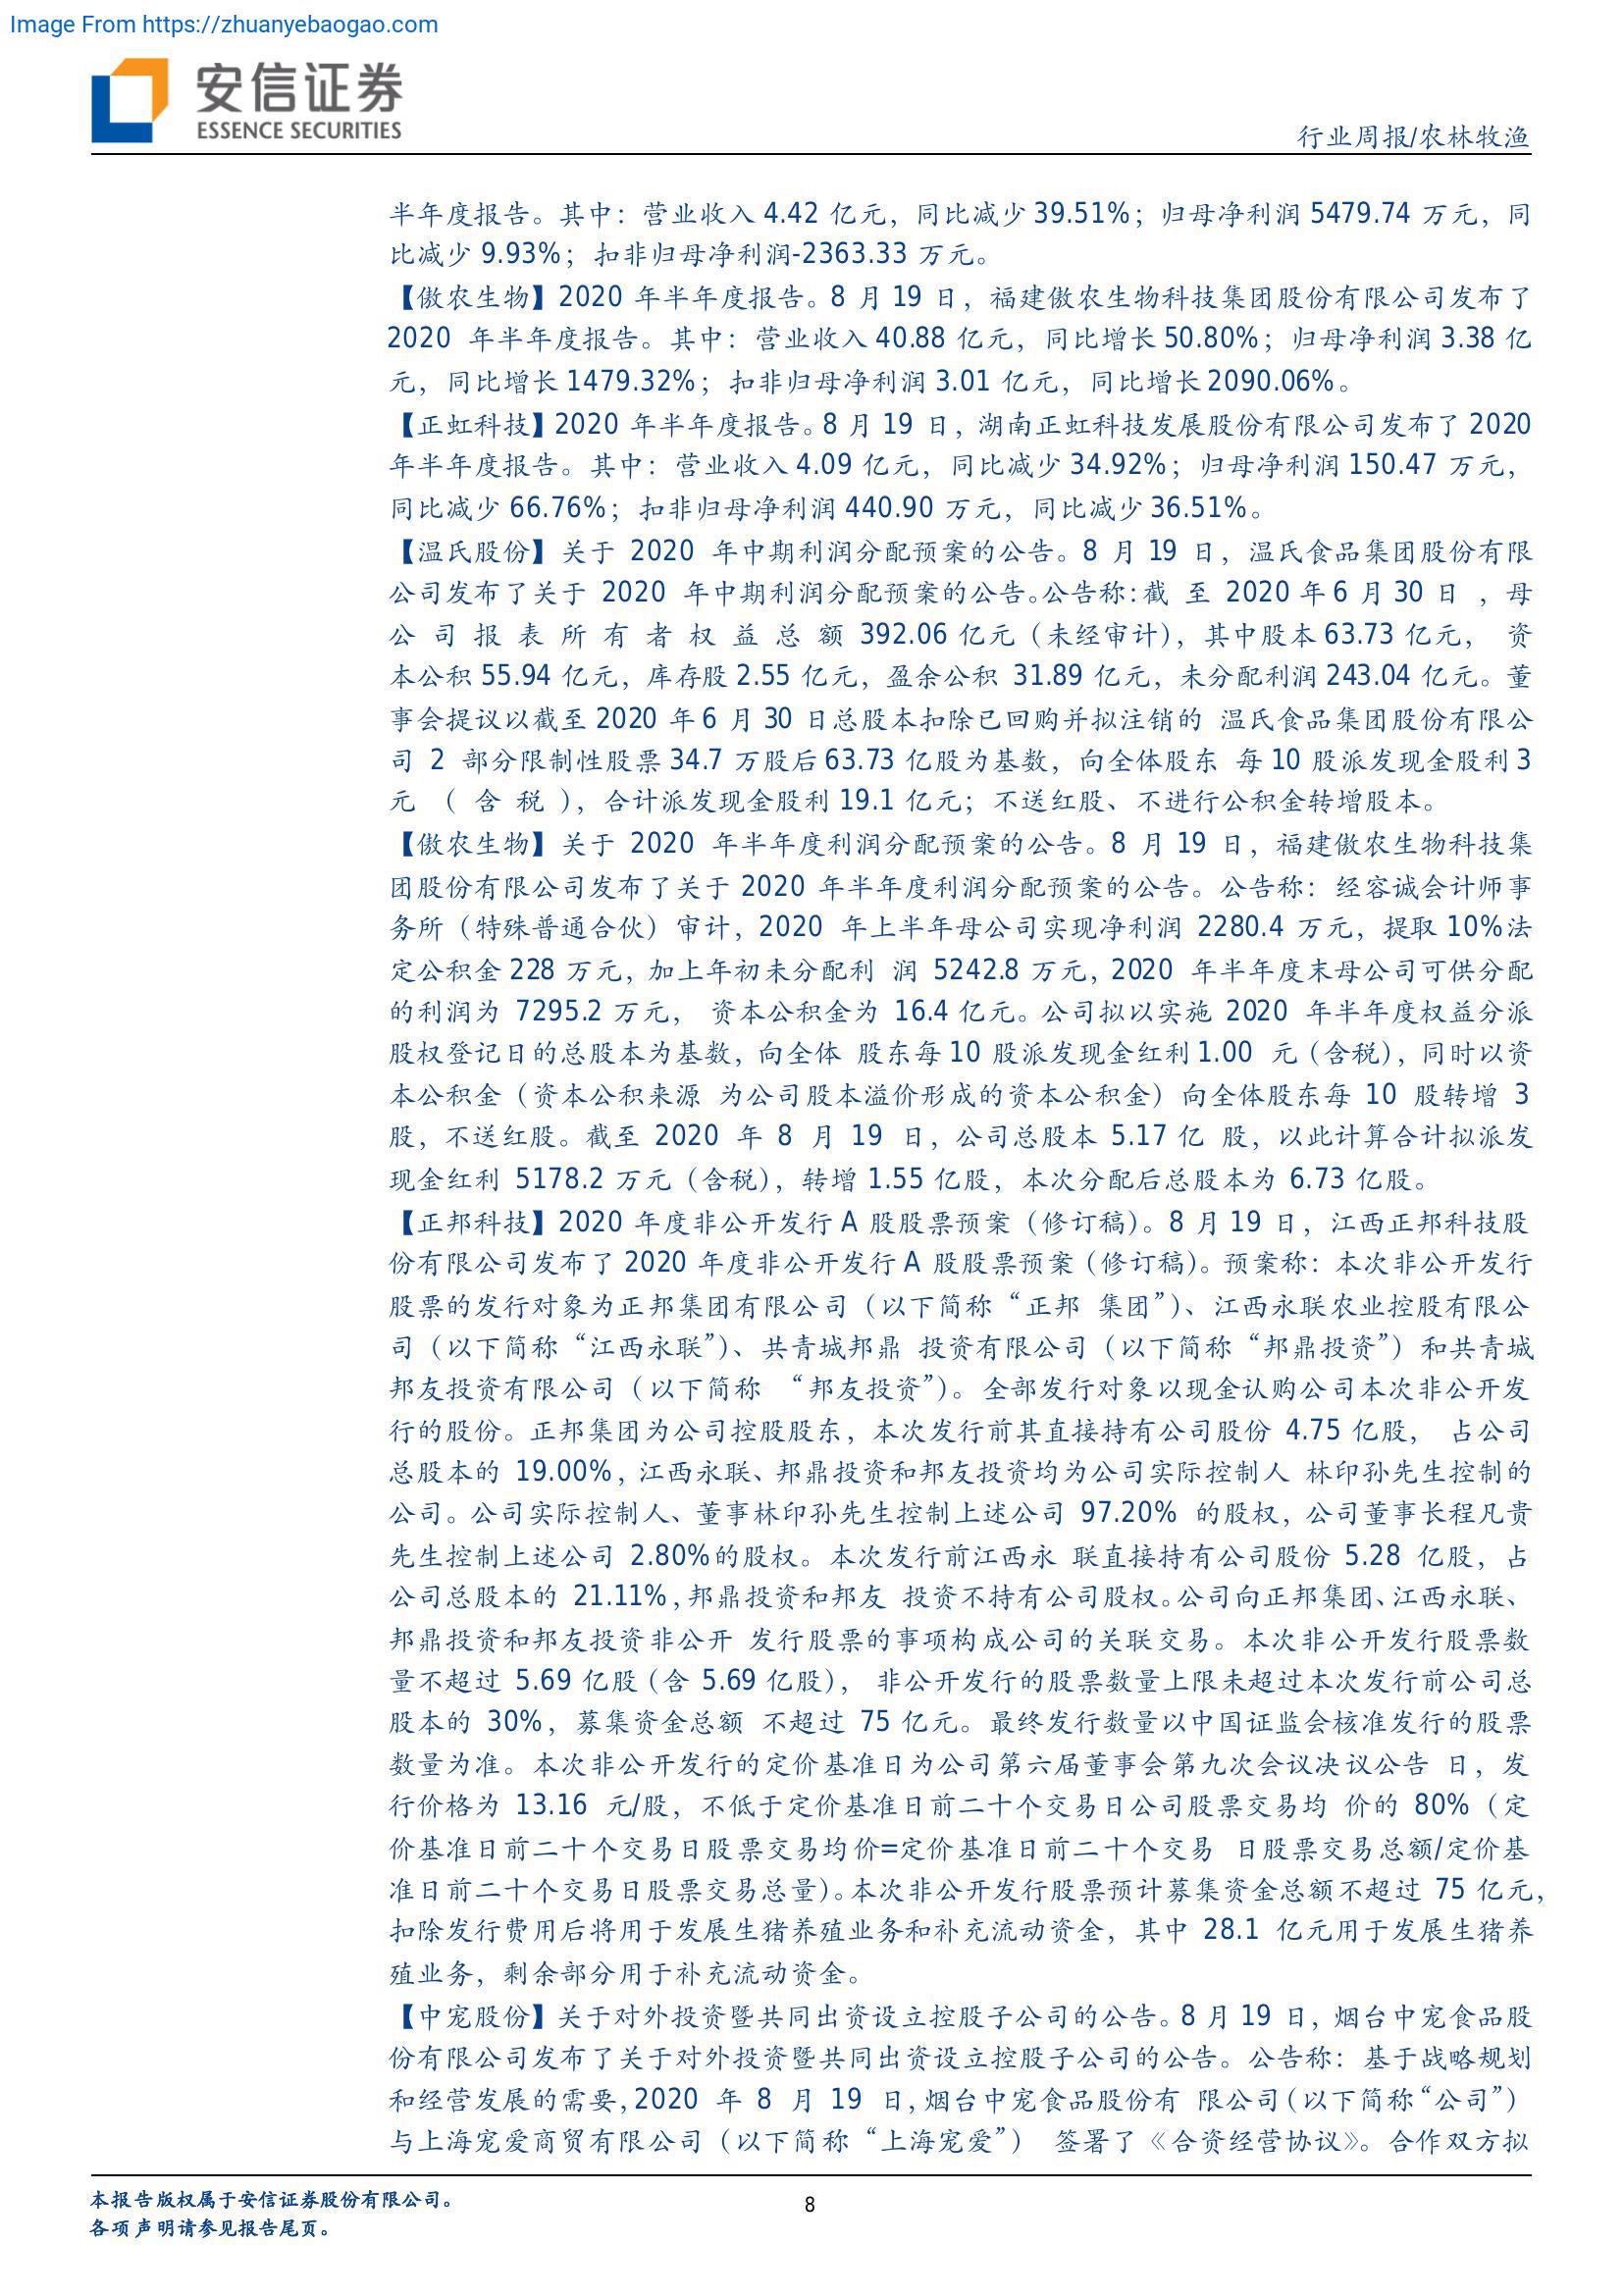 Image From https://zhuanyebaogao.com
安信证券
ESSENCE SECURITIES
行业周报/农林牧渔
半年度报告。其中：营业收入 4.42 亿元，同比减少 39.51%；归母净利润 5479.74 万元，同
比减少 9.93%；扣非归母净利润-2363.33 万元。
【傲农生物】2020 年半年度报告。8 月 19 日，福建傲农生物科技集团股份有限公司发布了
2020 年半年度报告。其中：营业收入 40.88 亿元，同比增长 50.80%；归母净利润 3.38 亿
元，同比增长 1479.32%；扣非归母净利润 3.01 亿元，同比增长 2090.06%。
【正虹科技】2020 年半年度报告。8 月 19 日，湖南正虹科技发展股份有限公司发布了 2020
年半年度报告。其中：营业收入 4.09 亿元，同比减少 34.92%；归母净利润 150.47 万元，
同比减少 66.76%；扣非归母净利润 440.90 万元，同比减少 36.51%。
【温氏股份】关于 2020 年中期利润分配预案的公告。8 月 19 日，温氏食品集团股份有限
公司发布了关于 2020 年中期利润分配预案的公告。公告称：截 至 2020 年 6 月 30 日 ，母
公 司 报 表 所 有 者 权 益 总 额 392.06 亿元（未经审计），其中股本 63.73 亿元， 资
本公积 55.94 亿元，库存股 2.55 亿元，盈余公积 31.89 亿元，未分配利润 243.04 亿元。董
事会提议以截至 2020 年 6 月 30 日总股本扣除已回购并拟注销的 温氏食品集团股份有限公
司 2 部分限制性股票 34.7 万股后 63.73 亿股为基数，向全体股东 每 10 股派发现金股利 3
元 （ 含 税 ），合计派发现金股利 19.1 亿元；不送红股、不进行公积金转增股本。
【傲农生物】关于 2020 年半年度利润分配预案的公告。8 月 19 日，福建傲农生物科技集
团股份有限公司发布了关于 2020 年半年度利润分配预案的公告。公告称：经容诚会计师事
务所（特殊普通合伙）审计，2020 年上半年母公司实现净利润 2280.4 万元，提取 10%法
定公积金 228 万元，加上年初未分配利 润 5242.8 万元，2020 年半年度末母公司可供分配
的利润为 7295.2 万元， 资本公积金为 16.4 亿元。公司拟以实施 2020 年半年度权益分派
股权登记日的总股本为基数，向全体 股东每 10 股派发现金红利 1.00 元（含税），同时以资
本公积金（资本公积来源 为公司股本溢价形成的资本公积金）向全体股东每 10 股转增 3
股，不送红股。截至 2020 年 8 月 19 日，公司总股本 5.17 亿 股，以此计算合计拟派发
现金红利 5178.2 万元（含税），转增 1.55 亿股，本次分配后总股本为 6.73 亿股。
【正邦科技】2020 年度非公开发行 A 股股票预案（修订稿）。8 月 19 日，江西正邦科技股
份有限公司发布了 2020 年度非公开发行 A 股股票预案（修订稿）。预案称：本次非公开发行
股票的发行对象为正邦集团有限公司（以下简称“正邦 集团”）、江西永联农业控股有限公
司（以下简称“江西永联”）、共青城邦鼎 投资有限公司（以下简称“邦鼎投资”）和共青城
邦友投资有限公司（以下简称 “邦友投资”）。全部发行对象以现金认购公司本次非公开发
行的股份。正邦集团为公司控股股东，本次发行前其直接持有公司股份 4.75 亿股， 占公司
总股本的 19.00%，江西永联、邦鼎投资和邦友投资均为公司实际控制人 林印孙先生控制的
公司。公司实际控制人、董事林印孙先生控制上述公司 97.20% 的股权，公司董事长程凡贵
先生控制上述公司 2.80%的股权。本次发行前江西永 联直接持有公司股份 5.28 亿股，占
公司总股本的 21.11%，邦鼎投资和邦友 投资不持有公司股权。公司向正邦集团、江西永联、
邦鼎投资和邦友投资非公开 发行股票的事项构成公司的关联交易。本次非公开发行股票数
量不超过 5.69 亿股（含 5.69 亿股）， 非公开发行的股票数量上限未超过本次发行前公司总
股本的 30%，募集资金总额 不超过 75 亿元。最终发行数量以中国证监会核准发行的股票
数量为准。本次非公开发行的定价基准日为公司第六届董事会第九次会议决议公告 日，发
行价格为 13.16 元/股，不低于定价基准日前二十个交易日公司股票交易均 价的 80%（定
价基准日前二十个交易日股票交易均价=定价基准日前二十个交易 日股票交易总额/定价基
准日前二十个交易日股票交易总量）。本次非公开发行股票预计募集资金总额不超过 75 亿元，
扣除发行费用后将用于发展生猪养殖业务和补充流动资金，其中 28.1 亿元用于发展生猪养
殖业务，剩余部分用于补充流动资金。
【中宠股份】关于对外投资暨共同出资设立控股子公司的公告。8 月 19 日，烟台中宠食品股
份有限公司发布了关于对外投资暨共同出资设立控股子公司的公告。公告称：基于战略规划
和经营发展的需要，2020 年 8 月 19 日，烟台中宠食品股份有 限公司（以下简称“公司”）
与上海宠爱商贸有限公司（以下简称“上海宠爱”） 签署了《合资经营协议》。合作双方拟
本报告版权属于安信证券股份有限公司。
各项声明请参见报告尾页。
8